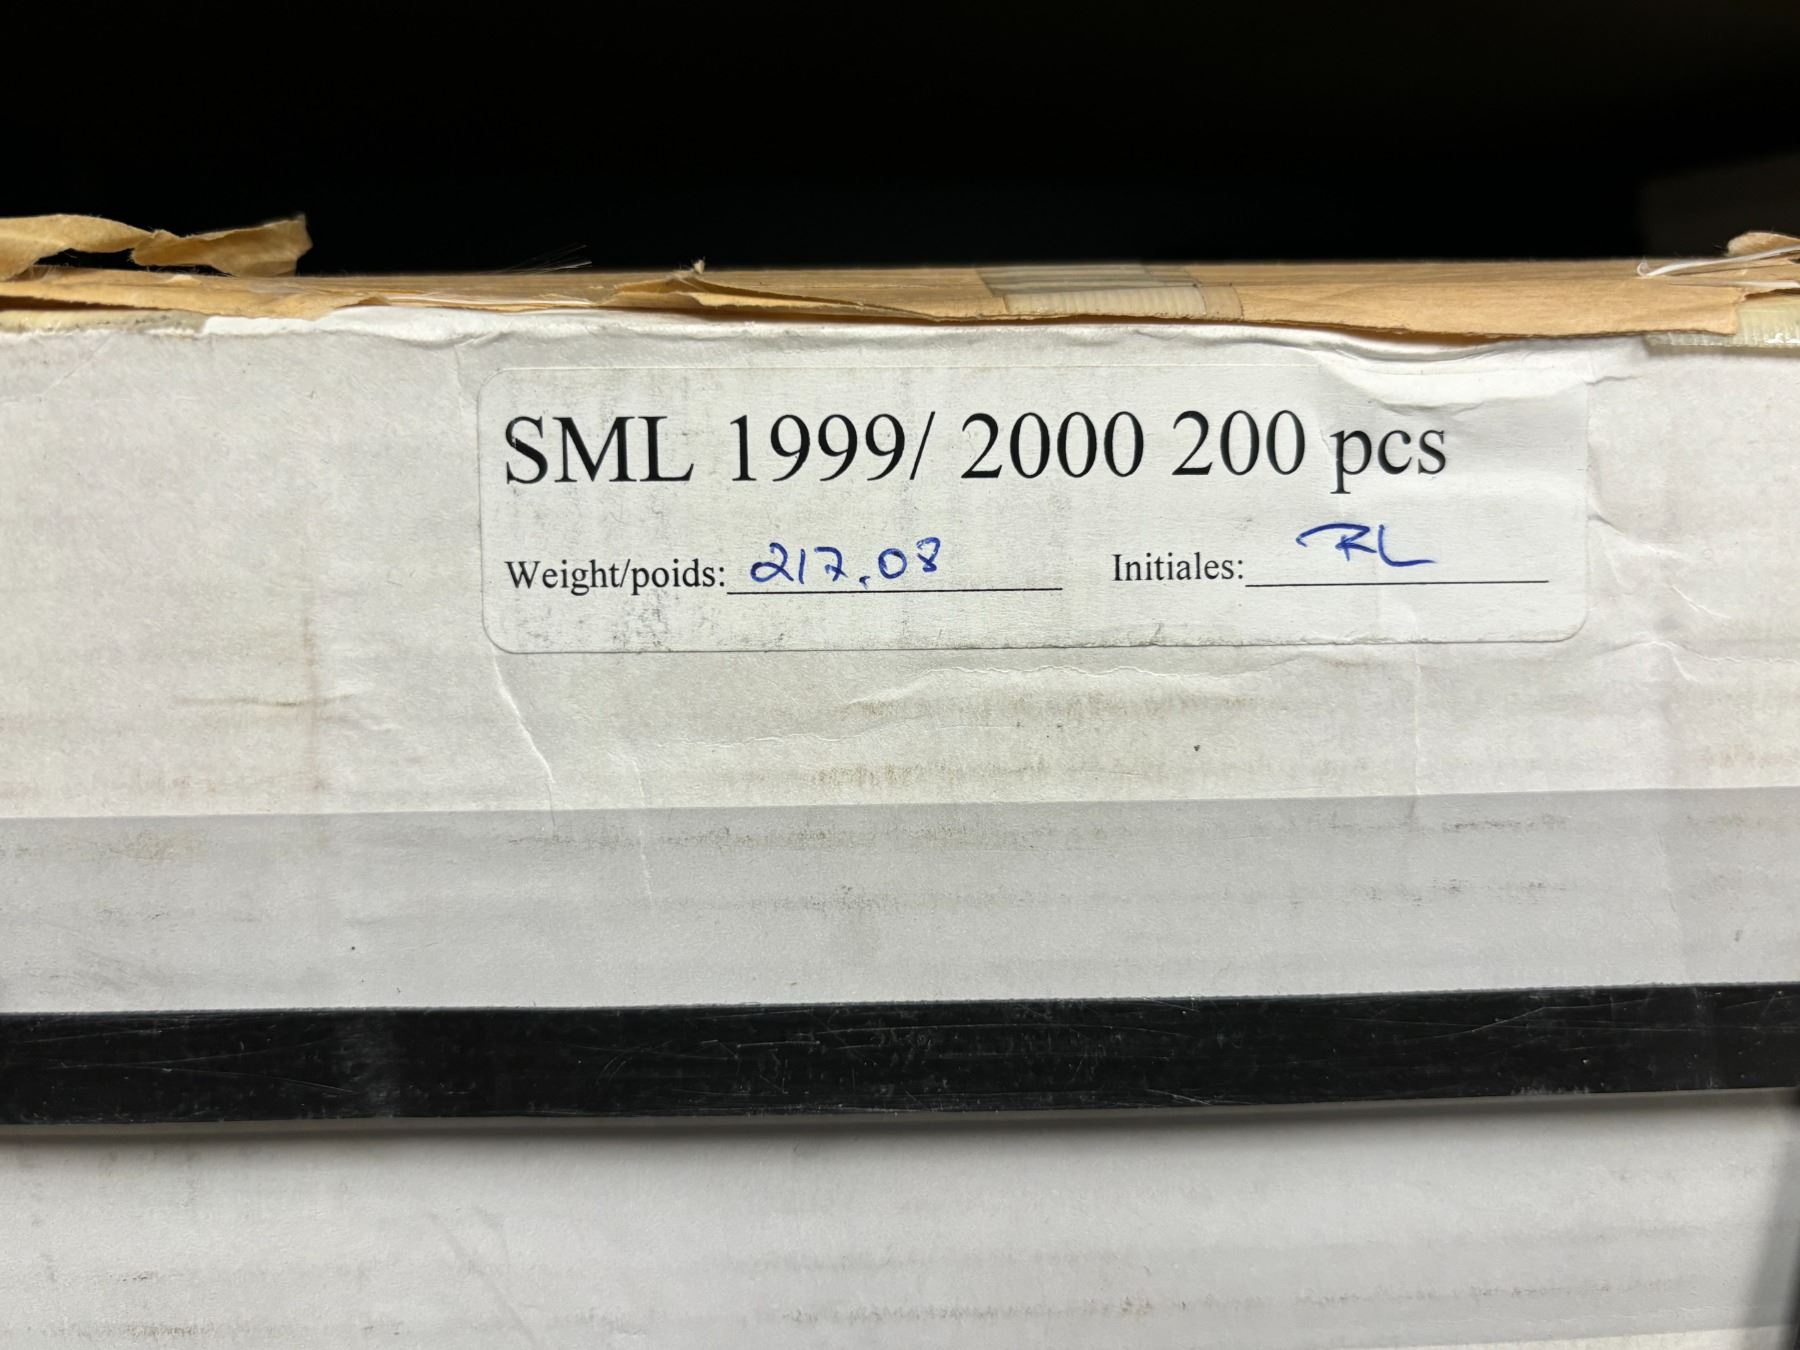 SML 1999/ 2000 200 pcs
Weight/poids: 217.08 Initiales: RL